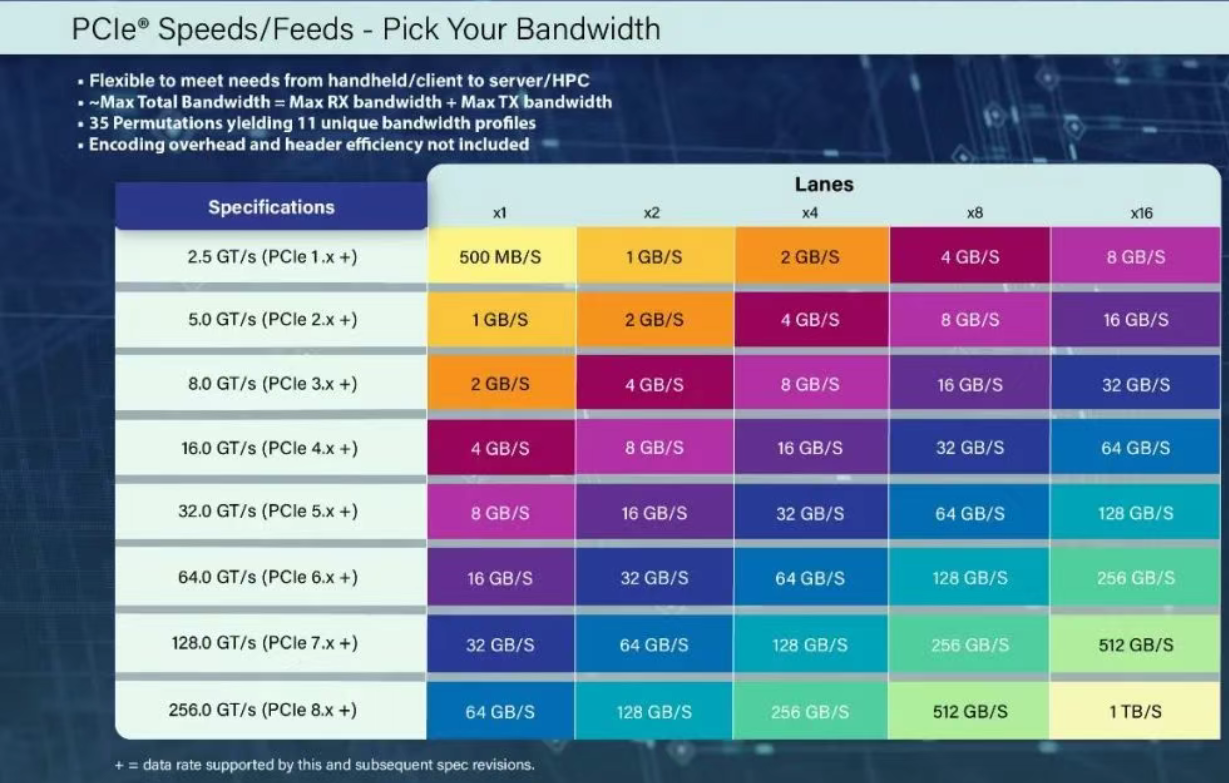 PCIe® Speeds/Feeds - Pick Your Bandwidth
▪ Flexible to meet needs from handheld/client to server/HPC
▪ ~Max Total Bandwidth = Max RX bandwidth + Max TX bandwidth
▪ 35 Permutations yielding 11 unique bandwidth profiles
▪ Encoding overhead and header efficiency not included
Lanes
Specifications x1 x2 x4 x8 x16
2.5 GT/s (PCIe 1.x +) 500 MB/S 1 GB/S 2 GB/S 4 GB/S 8 GB/S
5.0 GT/s (PCIe 2.x +) 1 GB/S 2 GB/S 4 GB/S 8 GB/S 16 GB/S
8.0 GT/s (PCIe 3.x +) 2 GB/S 4 GB/S 8 GB/S 16 GB/S 32 GB/S
16.0 GT/s (PCIe 4.x +) 4 GB/S 8 GB/S 16 GB/S 32 GB/S 64 GB/S
32.0 GT/s (PCIe 5.x +) 8 GB/S 16 GB/S 32 GB/S 64 GB/S 128 GB/S
64.0 GT/s (PCIe 6.x +) 16 GB/S 32 GB/S 64 GB/S 128 GB/S 256 GB/S
128.0 GT/s (PCIe 7.x +) 32 GB/S 64 GB/S 128 GB/S 256 GB/S 512 GB/S
256.0 GT/s (PCIe 8.x +) 64 GB/S 128 GB/S 256 GB/S 512 GB/S 1 TB/S
+ = data rate supported by this and subsequent spec revisions.